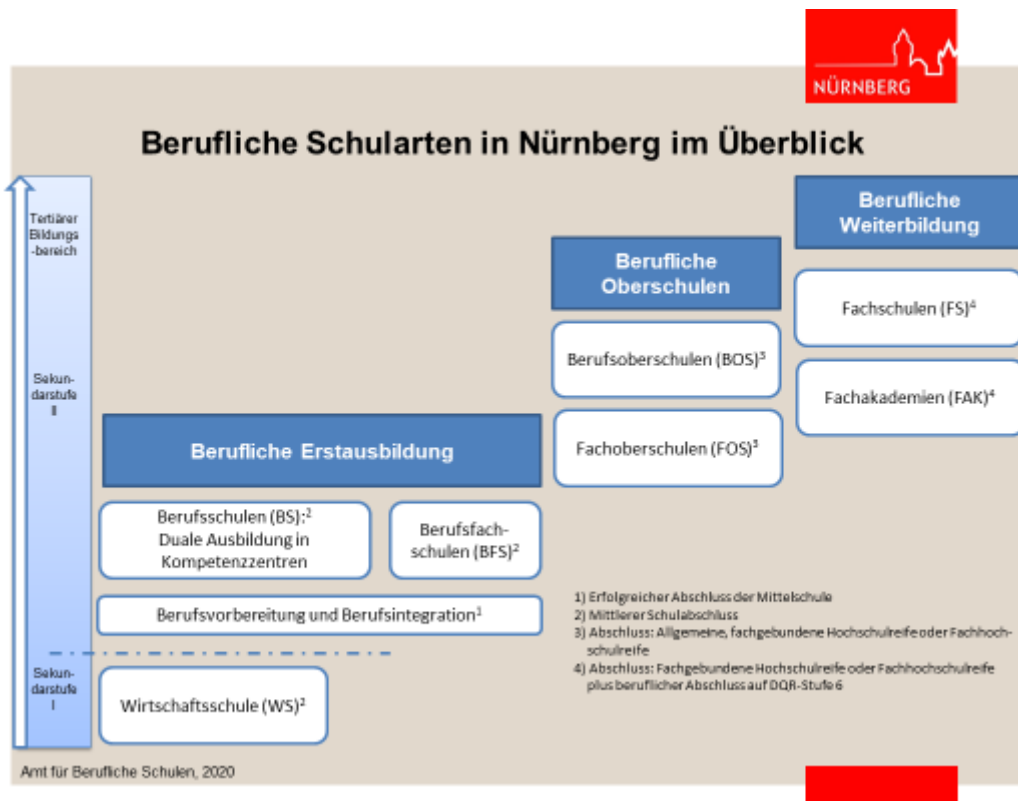 NÜRNBERG
Berufliche Schularten in Nürnberg im Überblick
Tertiärer
Bildungs
-bereich
Sekun-
darstufe
II
Sekun-
darstufe
I
Berufliche
Weiterbildung
Fachschulen (FS)⁴
Fachakademien (FAK)⁴
Berufliche
Oberschulen
Berufsoberschulen (BOS)³
Fachoberschulen (FOS)³
Berufliche Erstausbildung
Berufsschulen (BS):²
Duale Ausbildung in
Kompetenzzentren
Berufsfach-
schulen (BFS)²
Berufsvorbereitung und Berufsintegration¹
Wirtschaftsschule (WS)²
1) Erfolgreicher Abschluss der Mittelschule
2) Mittlerer Schulabschluss
3) Abschluss: Allgemeine, fachgebundene Hochschulreife oder Fachhoch-
schulreife
4) Abschluss: Fachgebundene Hochschulreife oder Fachhochschulreife
plus beruflicher Abschluss auf DQR-Stufe 6
Amt für Berufliche Schulen, 2020